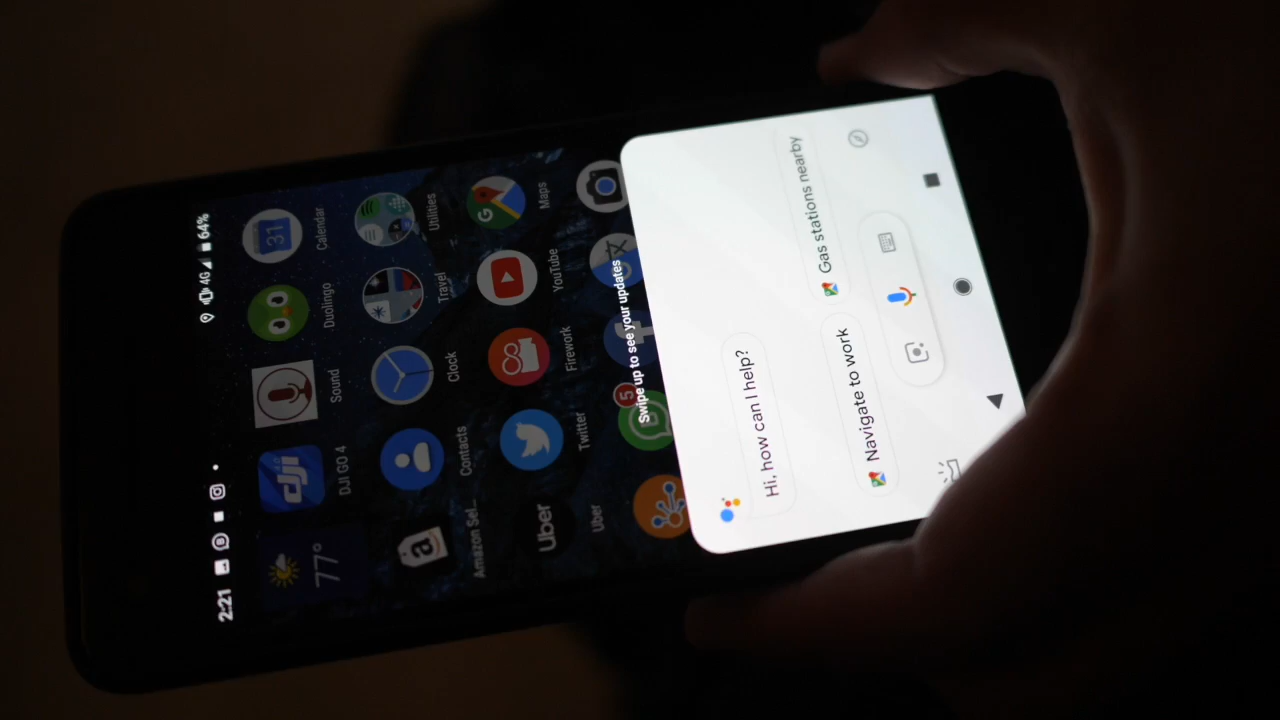 2:21
4G
64%
77°
DJI GO 4
Sound
Duolingo
31
Calendar
a
Amazon Sel...
Contacts
Clock
Travel
Utilities
Uber
Uber
Twitter
Firework
YouTube
G
Maps
5
Swipe up to see your updates
Hi, how can I help?
Navigate to work
Gas stations nearby